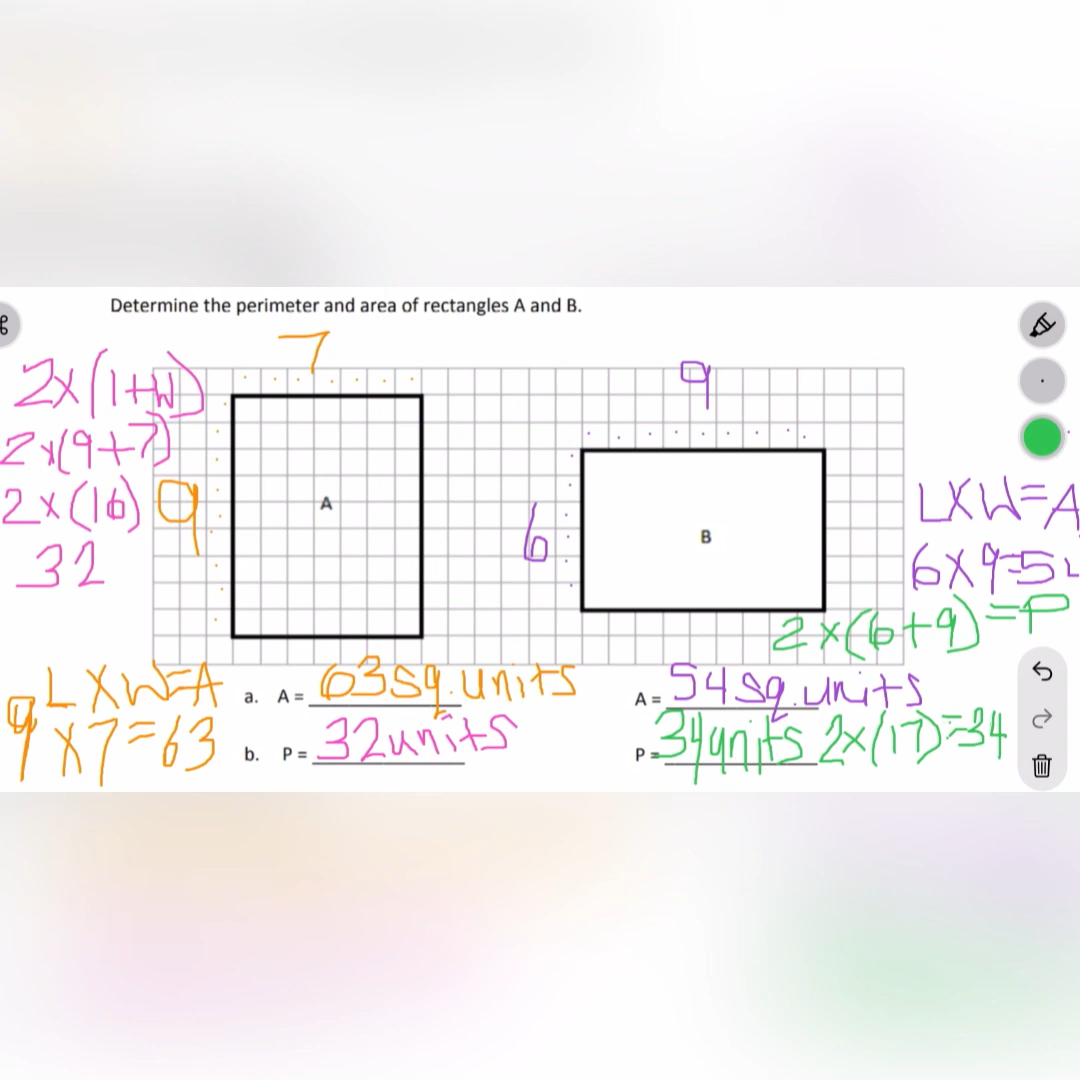 Determine the perimeter and area of rectangles A and B.
7
2x(1+W)
9
2x(9+7)
2x(16)
9
A
LXW=A
6
B
32
6X9=5
2x(6+9)=P
LXW=A
a. A= 63sq.units
A= 54sq.units
9x7=63
b. P= 32units
P= 34units 2x(17)=34